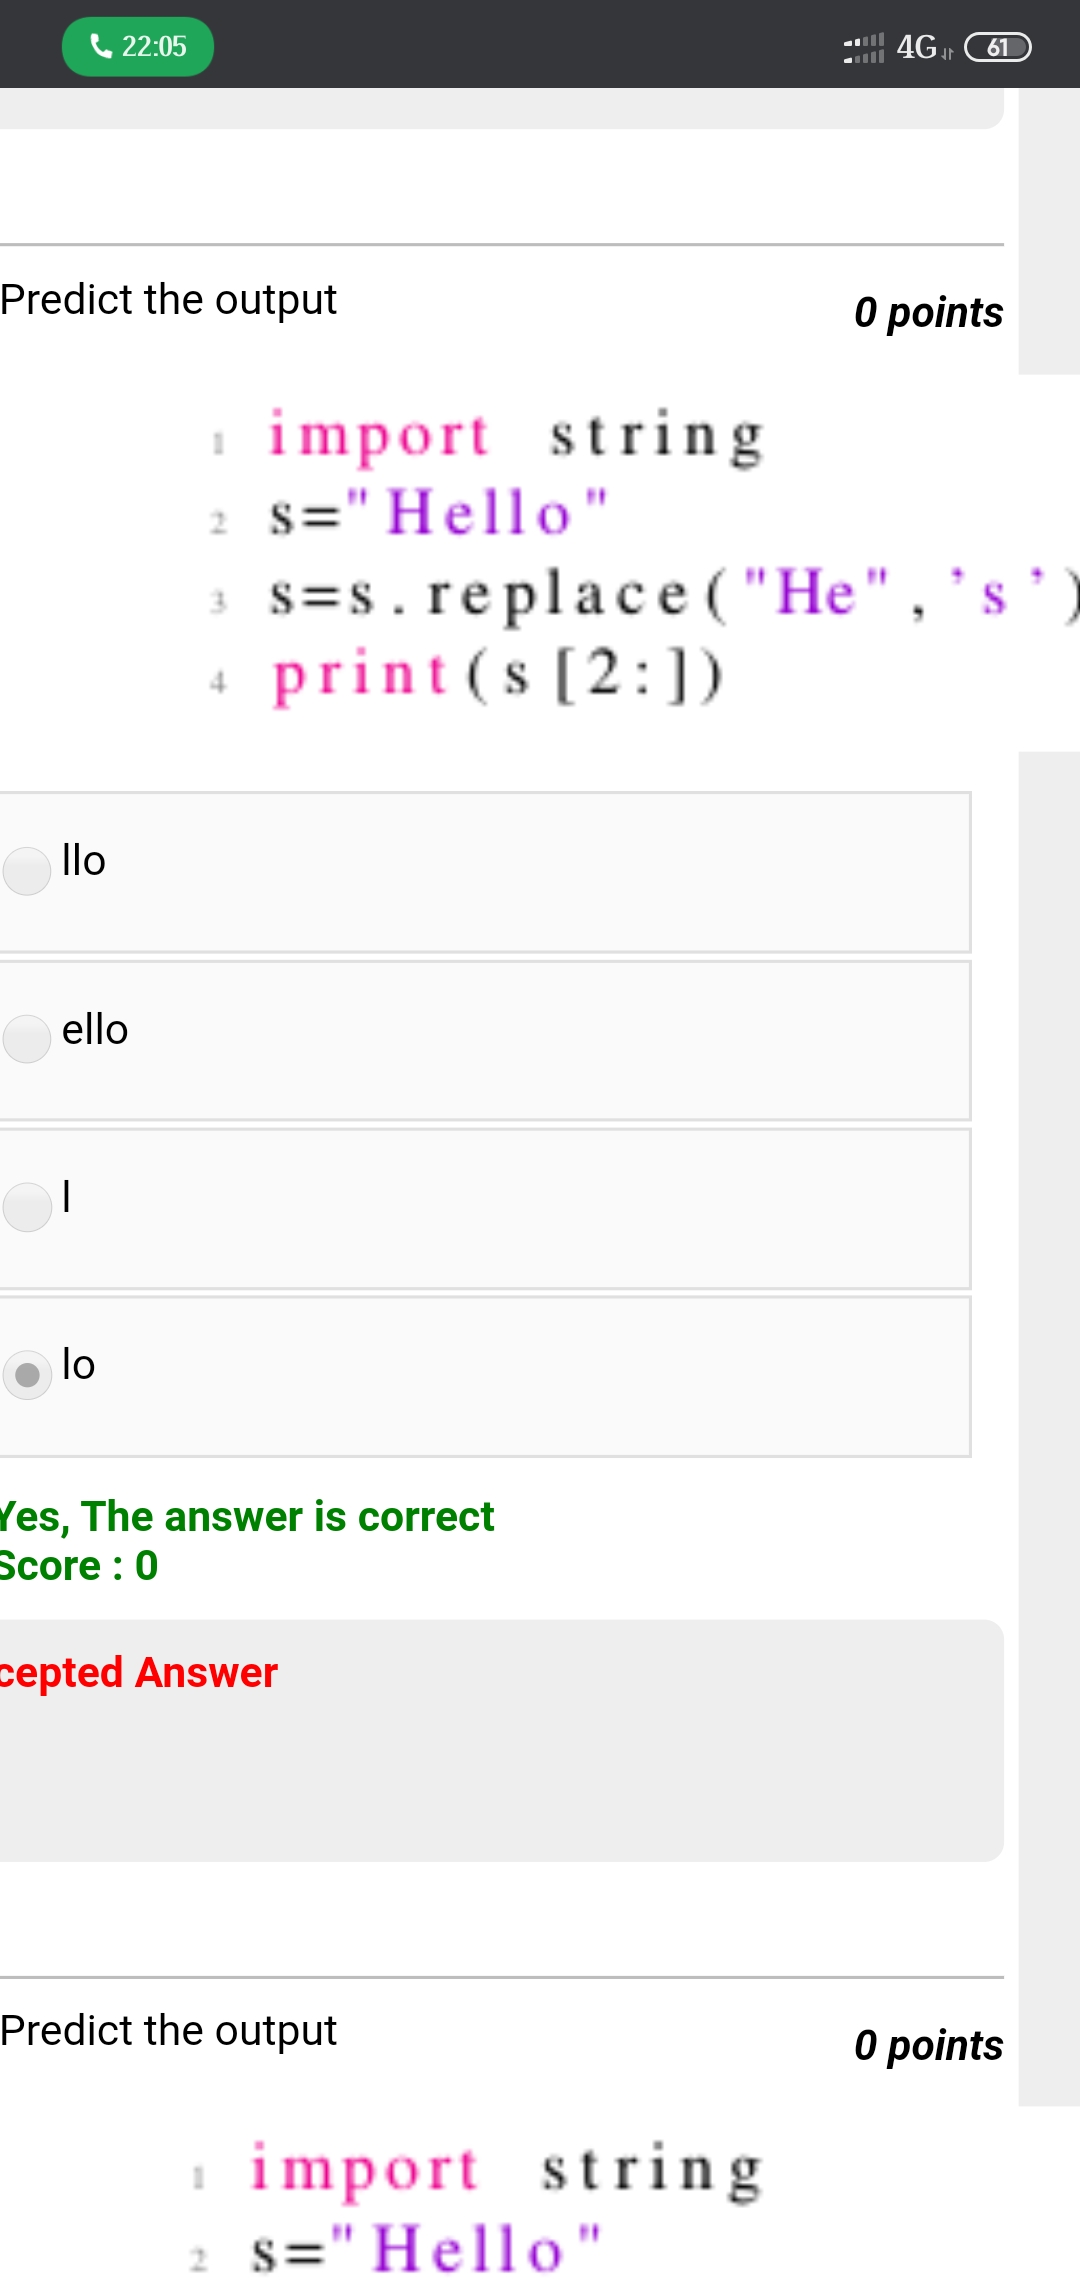 22:05 4G 61
Predict the output
0 points
1 import string
2 s="Hello"
3 s=s.replace("He",'s')
4 print(s[2:])
llo
ello
l
lo
Yes, The answer is correct
Score : 0
cepted Answer
Predict the output
0 points
1 import string
2 s="Hello"